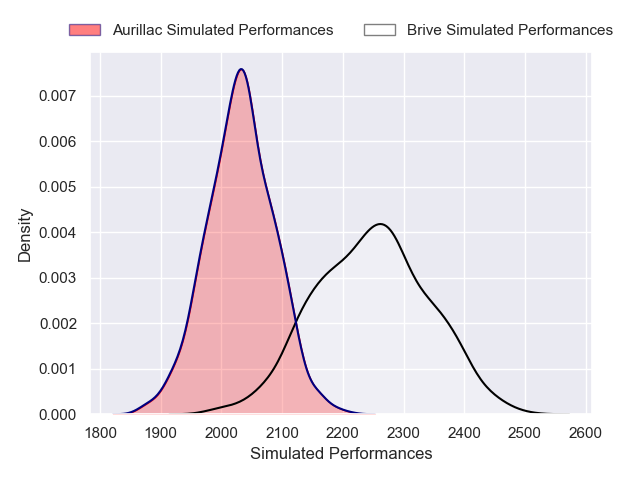 Aurillac Simulated Performances
Brive Simulated Performances
0.007
0.006
0.005
0.004
0.003
0.002
0.001
0.000
Density
1800 1900 2000 2100 2200 2300 2400 2500 2600
Simulated Performances